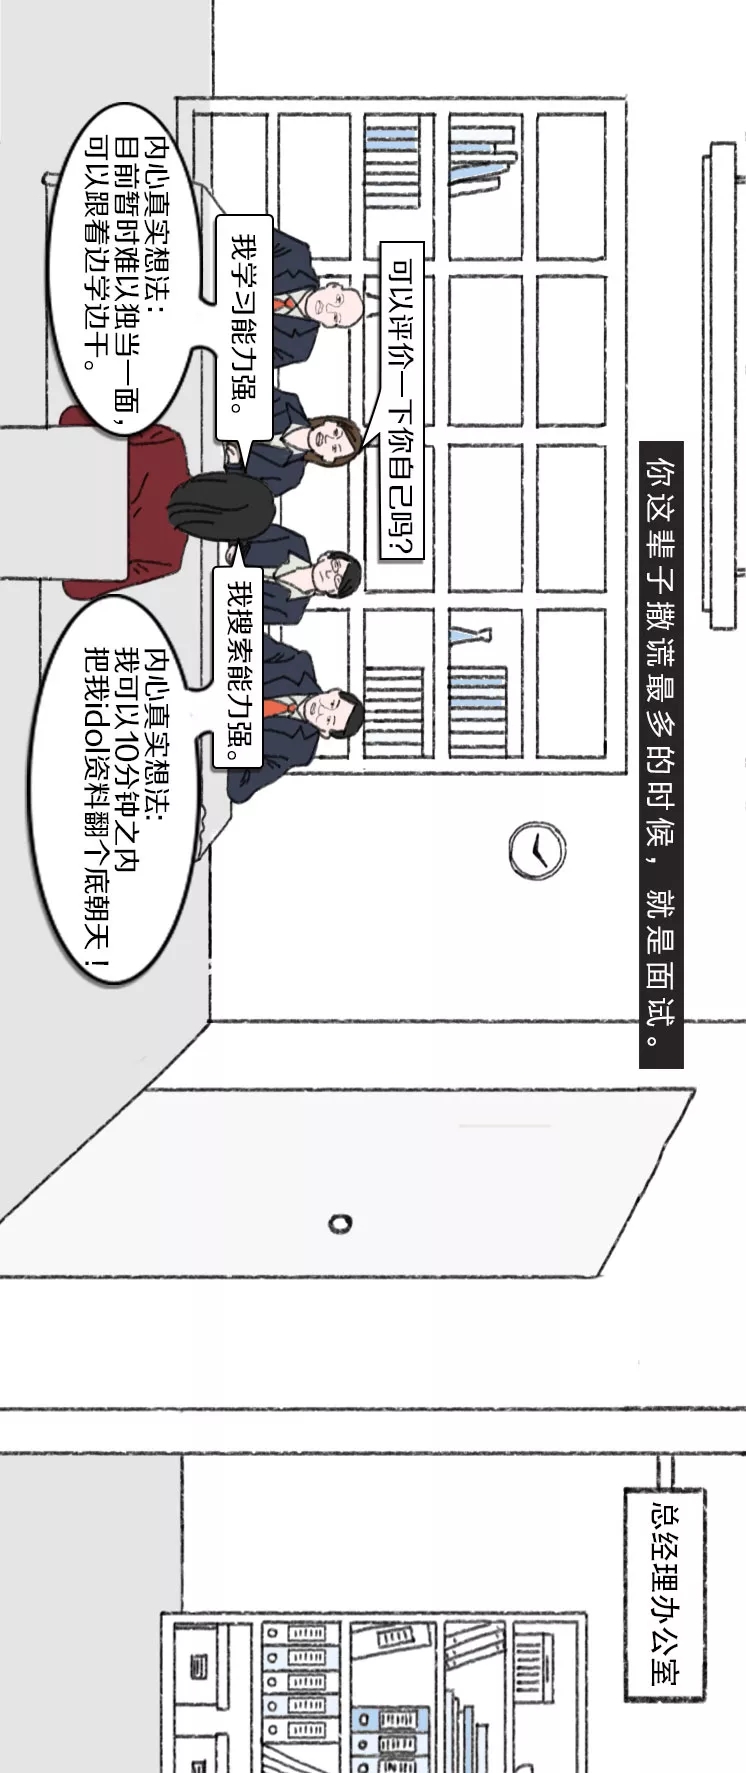 你这辈子撒谎最多的时候，就是面试。
可以评价一下你自己吗？
我学习能力强。
内心真实想法：
目前暂时难以独当一面，
可以跟着边学边干。
我搜索能力强。
内心真实想法：
我可以10分钟之内
把我idol资料翻个底朝天！
总经理办公室